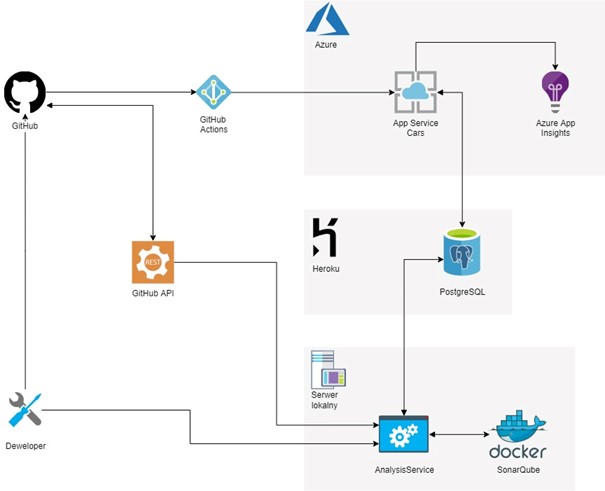 Azure
GitHub
GitHub
Actions
App Service
Cars
Azure App
Insights
Heroku
REST
GitHub API
PostgreSQL
Serwer
lokalny
Deweloper
AnalysisService
docker
SonarQube